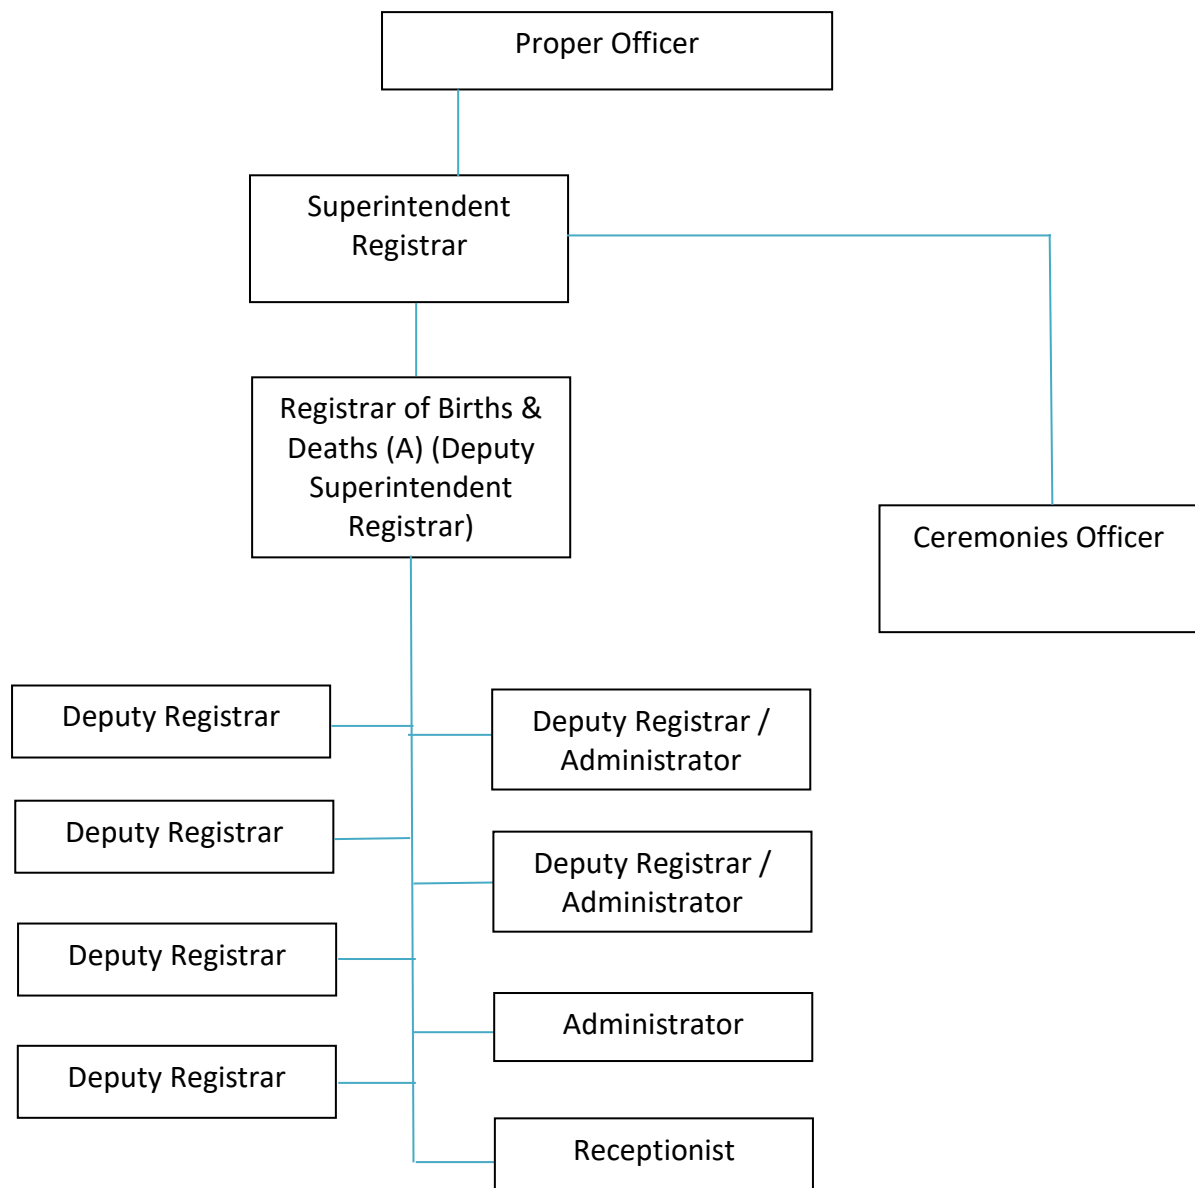 Proper Officer
Superintendent
Registrar
Registrar of Births &
Deaths (A) (Deputy
Superintendent
Registrar)
Ceremonies Officer
Deputy Registrar
Deputy Registrar /
Administrator
Deputy Registrar
Deputy Registrar /
Administrator
Deputy Registrar
Administrator
Deputy Registrar
Receptionist